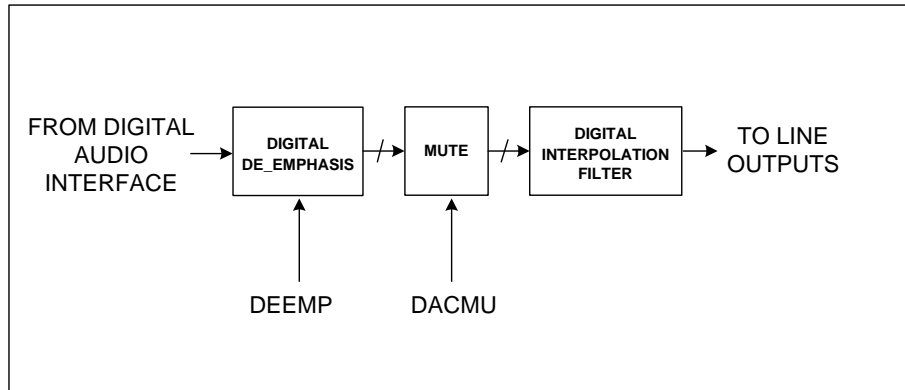 FROM DIGITAL
AUDIO
INTERFACE
DIGITAL
DE_EMPHASIS
MUTE
DIGITAL
INTERPOLATION
FILTER
TO LINE
OUTPUTS
DEEMP
DACMU